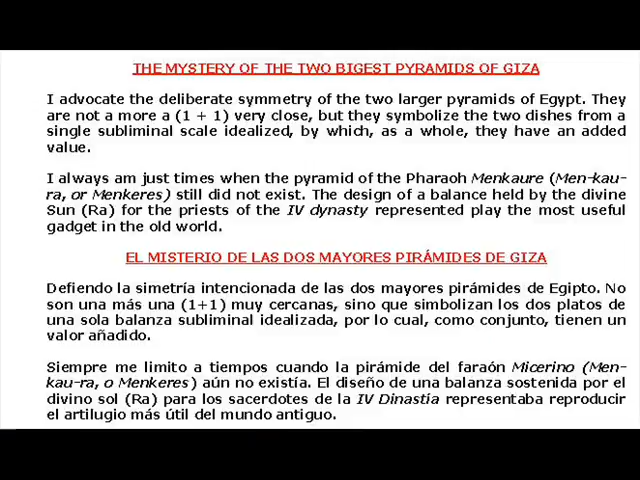 THE MYSTERY OF THE TWO BIGEST PYRAMIDS OF GIZA
I advocate the deliberate symmetry of the two larger pyramids of Egypt. They
are not a more a (1 + 1) very close, but they symbolize the two dishes from a
single subliminal scale idealized, by which, as a whole, they have an added
value.
I always am just times when the pyramid of the Pharaoh Menkaure (Men-kau-
ra, or Menkeres) still did not exist. The design of a balance held by the divine
Sun (Ra) for the priests of the IV dynasty represented play the most useful
gadget in the old world.
EL MISTERIO DE LAS DOS MAYORES PIRÁMIDES DE GIZA
Defiendo la simetría intencionada de las dos mayores pirámides de Egipto. No
son una más una (1+1) muy cercanas, sino que simbolizan los dos platos de
una sola balanza subliminal idealizada, por lo cual, como conjunto, tienen un
valor añadido.
Siempre me limito a tiempos cuando la pirámide del faraón Micerino (Men-
kau-ra, o Menkeres) aún no existía. El diseño de una balanza sostenida por el
divino sol (Ra) para los sacerdotes de la IV Dinastía representaba reproducir
el artilugio más útil del mundo antiguo.